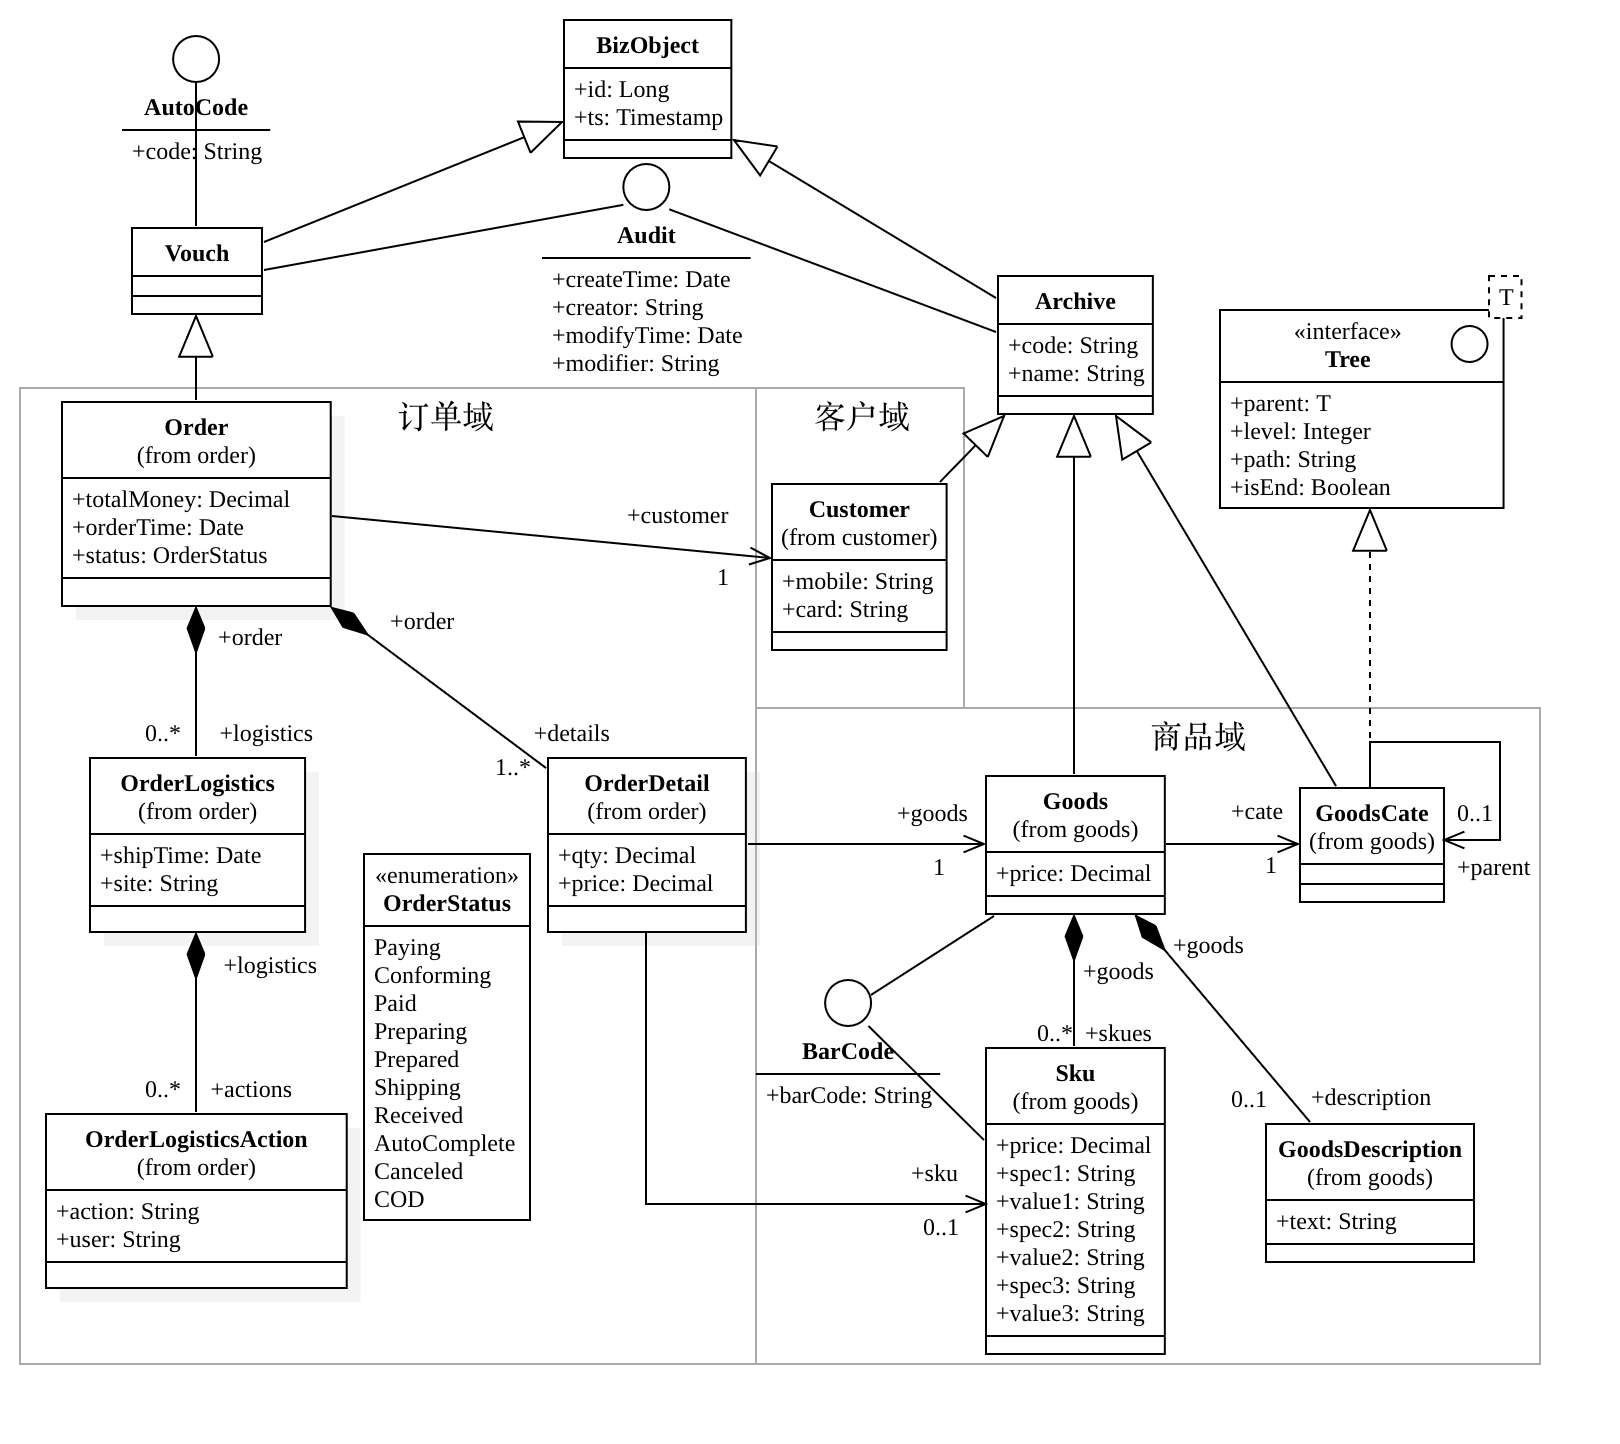 BizObject
+id: Long
+ts: Timestamp
AutoCode
+code: String
Vouch
Audit
+createTime: Date
+creator: String
+modifyTime: Date
+modifier: String
Archive
+code: String
+name: String
T
«interface»
Tree
+parent: T
+level: Integer
+path: String
+isEnd: Boolean
订单域
Order
(from order)
+totalMoney: Decimal
+orderTime: Date
+status: OrderStatus
客户域
+customer
1
Customer
(from customer)
+mobile: String
+card: String
+order
+order
0..*
+logistics
+details
1..*
OrderLogistics
(from order)
+shipTime: Date
+site: String
OrderDetail
(from order)
+qty: Decimal
+price: Decimal
«enumeration»
OrderStatus
Paying
Conforming
Paid
Preparing
Prepared
Shipping
Received
AutoComplete
Canceled
COD
+logistics
0..*
+actions
OrderLogisticsAction
(from order)
+action: String
+user: String
商品域
+goods
1
Goods
(from goods)
+price: Decimal
+cate
1
GoodsCate
(from goods)
0..1
+parent
+goods
+goods
BarCode
+barCode: String
0..*
+skues
Sku
(from goods)
+price: Decimal
+spec1: String
+value1: String
+spec2: String
+value2: String
+spec3: String
+value3: String
+sku
0..1
0..1
+description
GoodsDescription
(from goods)
+text: String